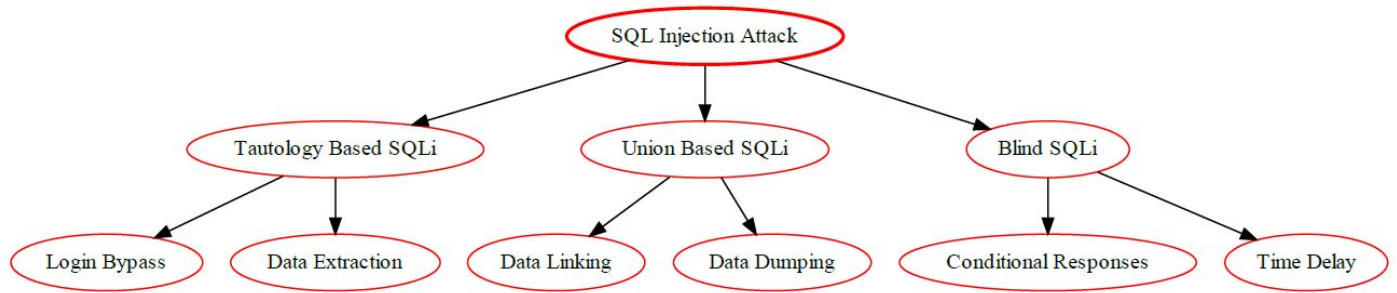 SQL Injection Attack
Tautology Based SQLi
Union Based SQLi
Blind SQLi
Login Bypass
Data Extraction
Data Linking
Data Dumping
Conditional Responses
Time Delay